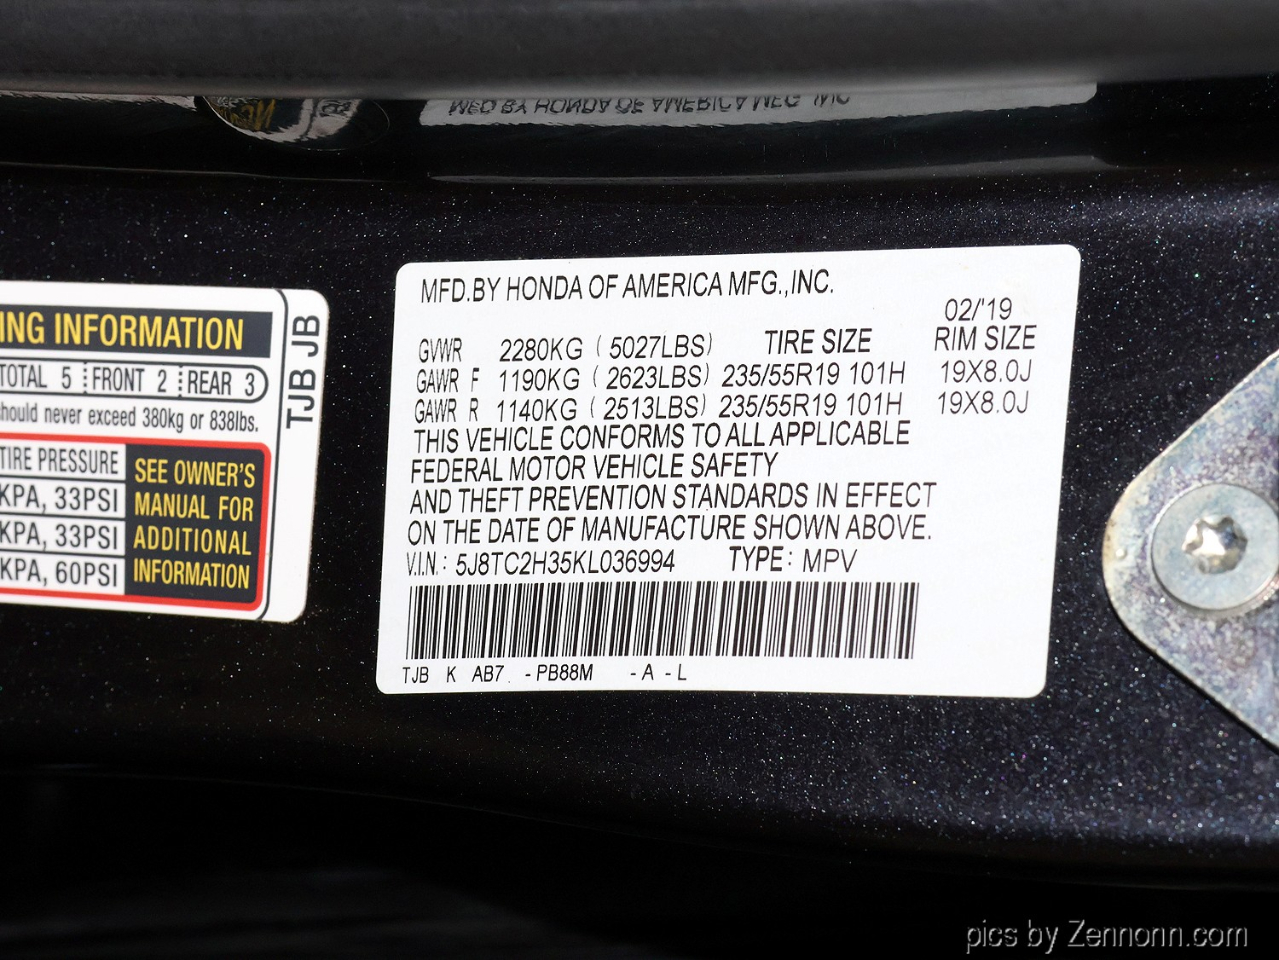 ING INFORMATION
TOTAL 5 FRONT 2 REAR 3
should never exceed 380kg or 838lbs.
TIRE PRESSURE
KPA, 33PSI
KPA, 33PSI
KPA, 60PSI
SEE OWNER'S
MANUAL FOR
ADDITIONAL
INFORMATION
TJB JB
MFD.BY HONDA OF AMERICA MFG.,INC.
02/'19
GVWR 2280KG ( 5027LBS) TIRE SIZE RIM SIZE
GAWR F 1190KG ( 2623LBS) 235/55R19 101H 19X8.0J
GAWR R 1140KG ( 2513LBS) 235/55R19 101H 19X8.0J
THIS VEHICLE CONFORMS TO ALL APPLICABLE
FEDERAL MOTOR VEHICLE SAFETY
AND THEFT PREVENTION STANDARDS IN EFFECT
ON THE DATE OF MANUFACTURE SHOWN ABOVE.
V.I.N.: 5J8TC2H35KL036994 TYPE: MPV
TJB K AB7 -PB88M -A -L
pics by Zennonn.com